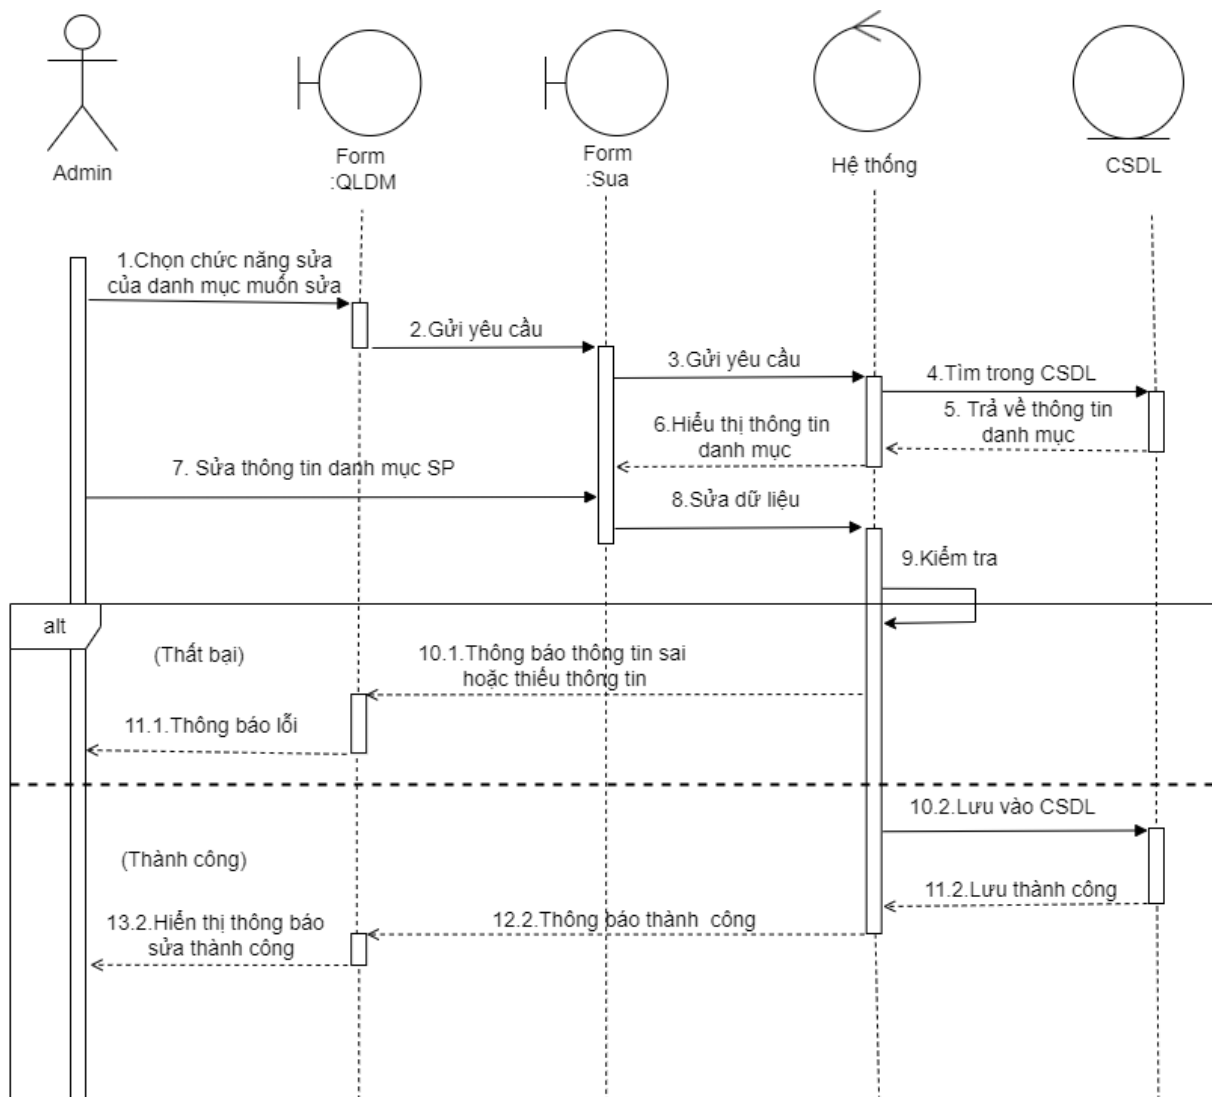 Admin
Form
:QLDM
Form
:Sua
Hệ thống
CSDL
1.Chọn chức năng sửa
của danh mục muốn sửa
2.Gửi yêu cầu
3.Gửi yêu cầu
4.Tìm trong CSDL
5. Trả về thông tin
danh mục
6.Hiểu thị thông tin
danh mục
7. Sửa thông tin danh mục SP
8.Sửa dữ liệu
9.Kiểm tra
alt
(Thất bại)
10.1.Thông báo thông tin sai
hoặc thiếu thông tin
11.1.Thông báo lỗi
10.2.Lưu vào CSDL
(Thành công)
11.2.Lưu thành công
12.2.Thông báo thành  công
13.2.Hiển thị thông báo
sửa thành công